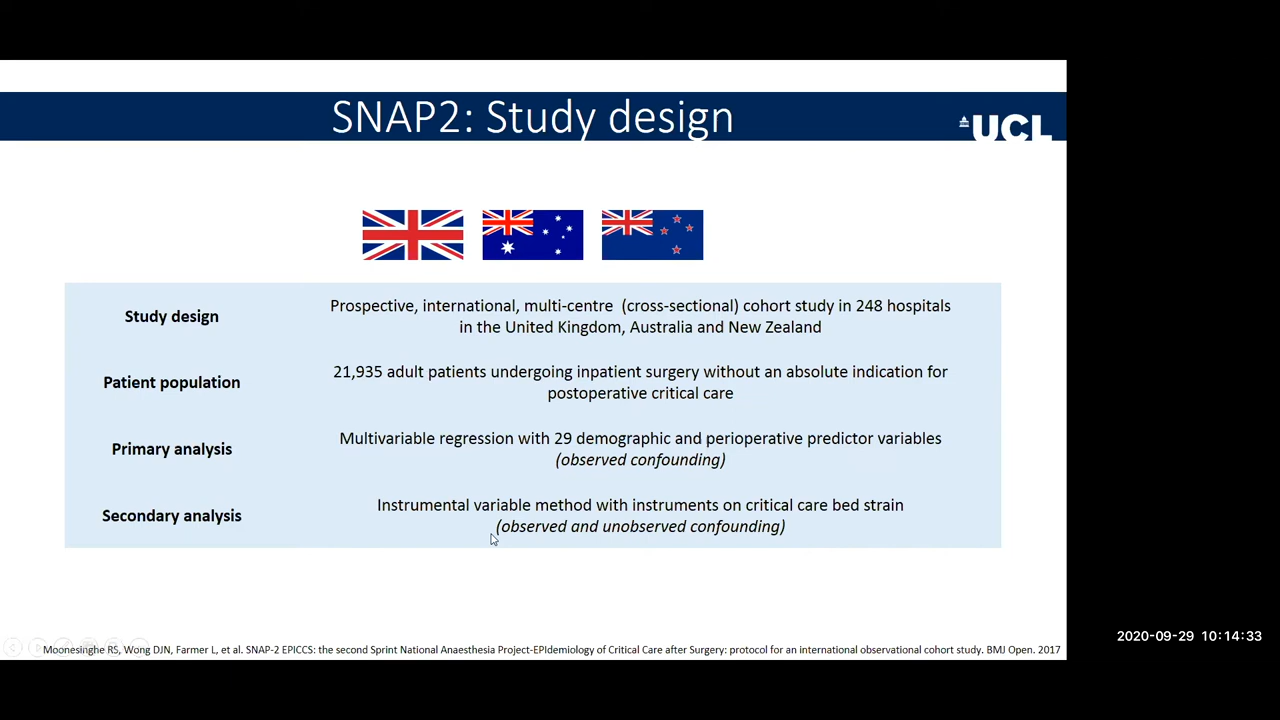 SNAP2: Study design
UCL
Study design
Prospective, international, multi-centre (cross-sectional) cohort study in 248 hospitals
in the United Kingdom, Australia and New Zealand
Patient population
21,935 adult patients undergoing inpatient surgery without an absolute indication for
postoperative critical care
Primary analysis
Multivariable regression with 29 demographic and perioperative predictor variables
(observed confounding)
Secondary analysis
Instrumental variable method with instruments on critical care bed strain
(observed and unobserved confounding)
2020-09-29 10:14:33
Moonesinghe RS, Wong DJN, Farmer L, et al. SNAP-2 EPICCS: the second Sprint National Anaesthesia Project-EPIdemiology of Critical Care after Surgery: protocol for an international observational cohort study. BMJ Open. 2017